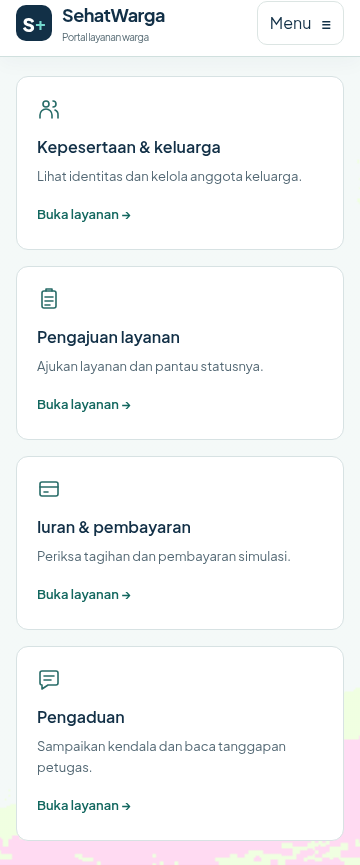 S+
SehatWarga
Portal layanan warga
Menu ≡
Kepesertaan & keluarga
Lihat identitas dan kelola anggota keluarga.
Buka layanan →
Pengajuan layanan
Ajukan layanan dan pantau statusnya.
Buka layanan →
Iuran & pembayaran
Periksa tagihan dan pembayaran simulasi.
Buka layanan →
Pengaduan
Sampaikan kendala dan baca tanggapan
petugas.
Buka layanan →